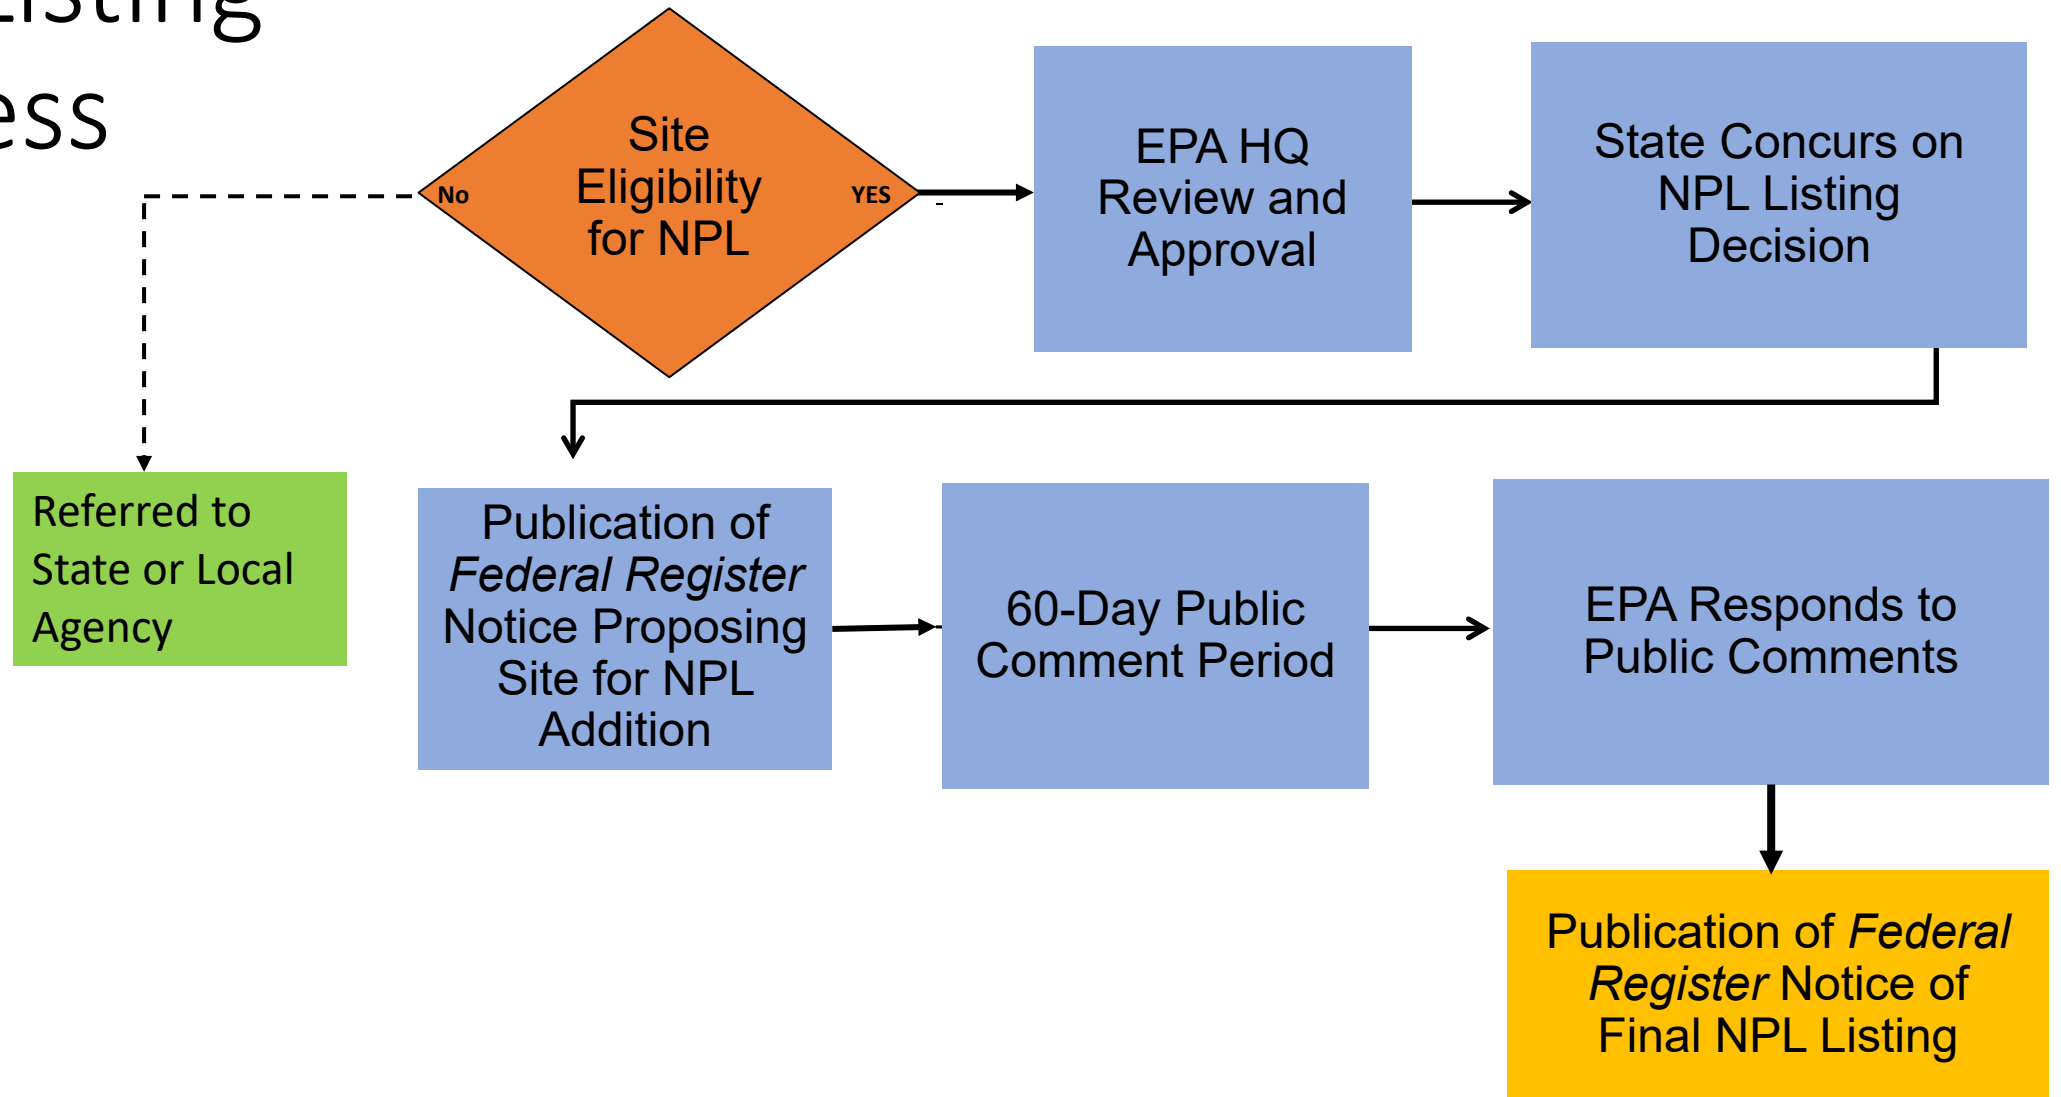 Listing
ess
Site
Eligibility
for NPL
No
YES
EPA HQ
Review and
Approval
State Concurs on
NPL Listing
Decision
Referred to
State or Local
Agency
Publication of
Federal Register
Notice Proposing
Site for NPL
Addition
60-Day Public
Comment Period
EPA Responds to
Public Comments
Publication of Federal
Register Notice of
Final NPL Listing